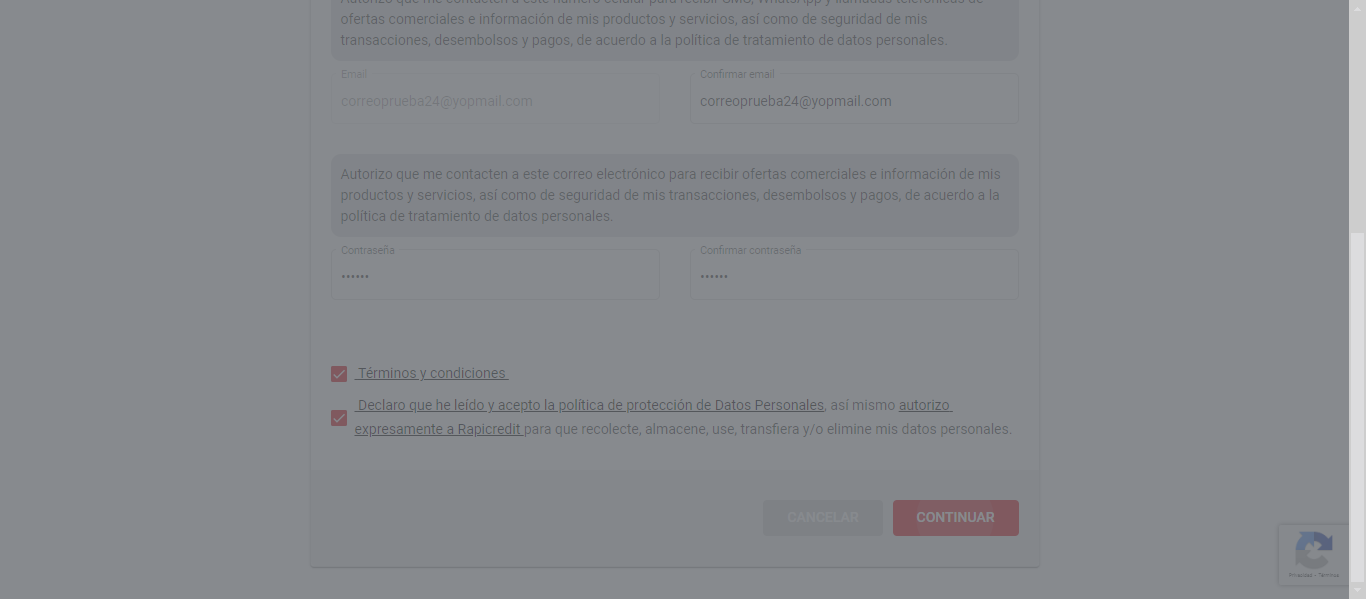 Autorizo que me contacten a este número celular para recibir SMS, WhatsApp y llamadas telefónicas de
ofertas comerciales e información de mis productos y servicios, así como de seguridad de mis
transacciones, desembolsos y pagos, de acuerdo a la política de tratamiento de datos personales.
Email
Confirmar email
correoprueba24@yopmail.com
correoprueba24@yopmail.com
Autorizo que me contacten a este correo electrónico para recibir ofertas comerciales e información de mis
productos y servicios, así como de seguridad de mis transacciones, desembolsos y pagos, de acuerdo a la
política de tratamiento de datos personales.
Contraseña
Confirmar contraseña
••••••
••••••
Términos y condiciones
Declaro que he leído y acepto la política de protección de Datos Personales, así mismo autorizo
expresamente a Rapicredit para que recolecte, almacene, use, transfiera y/o elimine mis datos personales.
CANCELAR
CONTINUAR
Privacidad - Términos